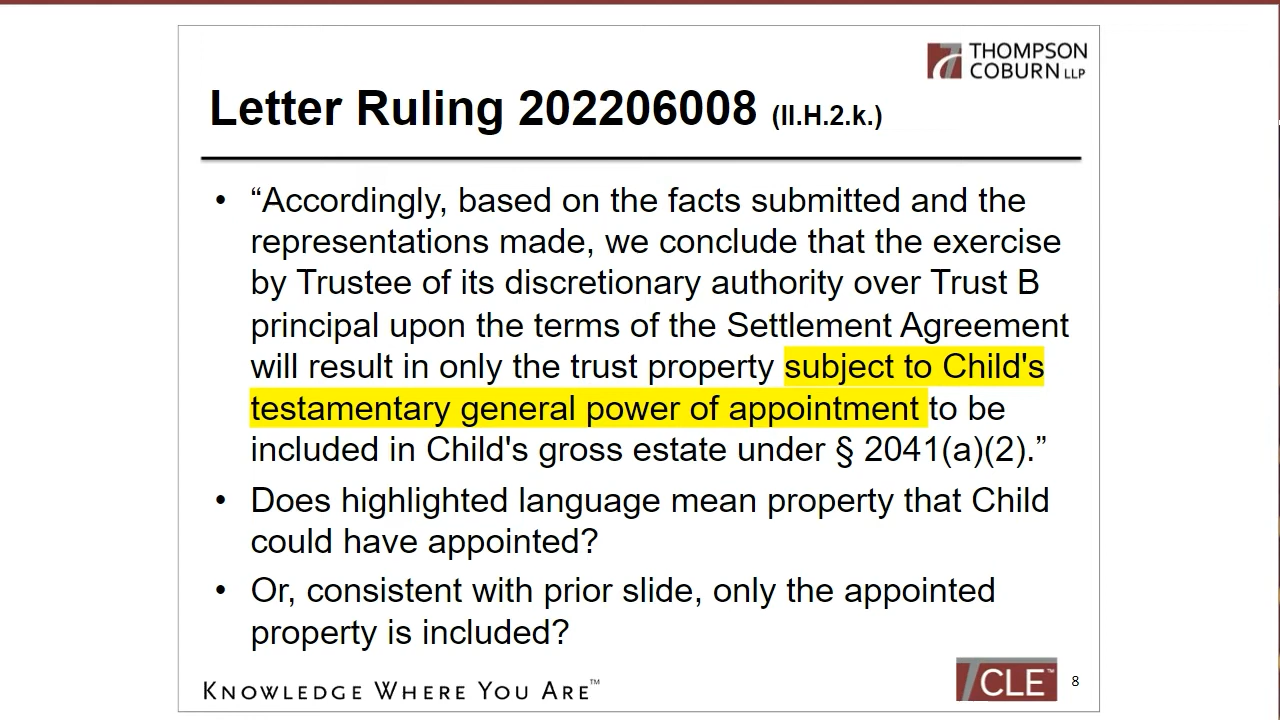 THOMPSON
COBURN LLP
Letter Ruling 202206008 (II.H.2.k.)
• “Accordingly, based on the facts submitted and the
representations made, we conclude that the exercise
by Trustee of its discretionary authority over Trust B
principal upon the terms of the Settlement Agreement
will result in only the trust property subject to Child's
testamentary general power of appointment to be
included in Child's gross estate under § 2041(a)(2).”
• Does highlighted language mean property that Child
could have appointed?
• Or, consistent with prior slide, only the appointed
property is included?
KNOWLEDGE WHERE YOU ARE™
CLE™
8